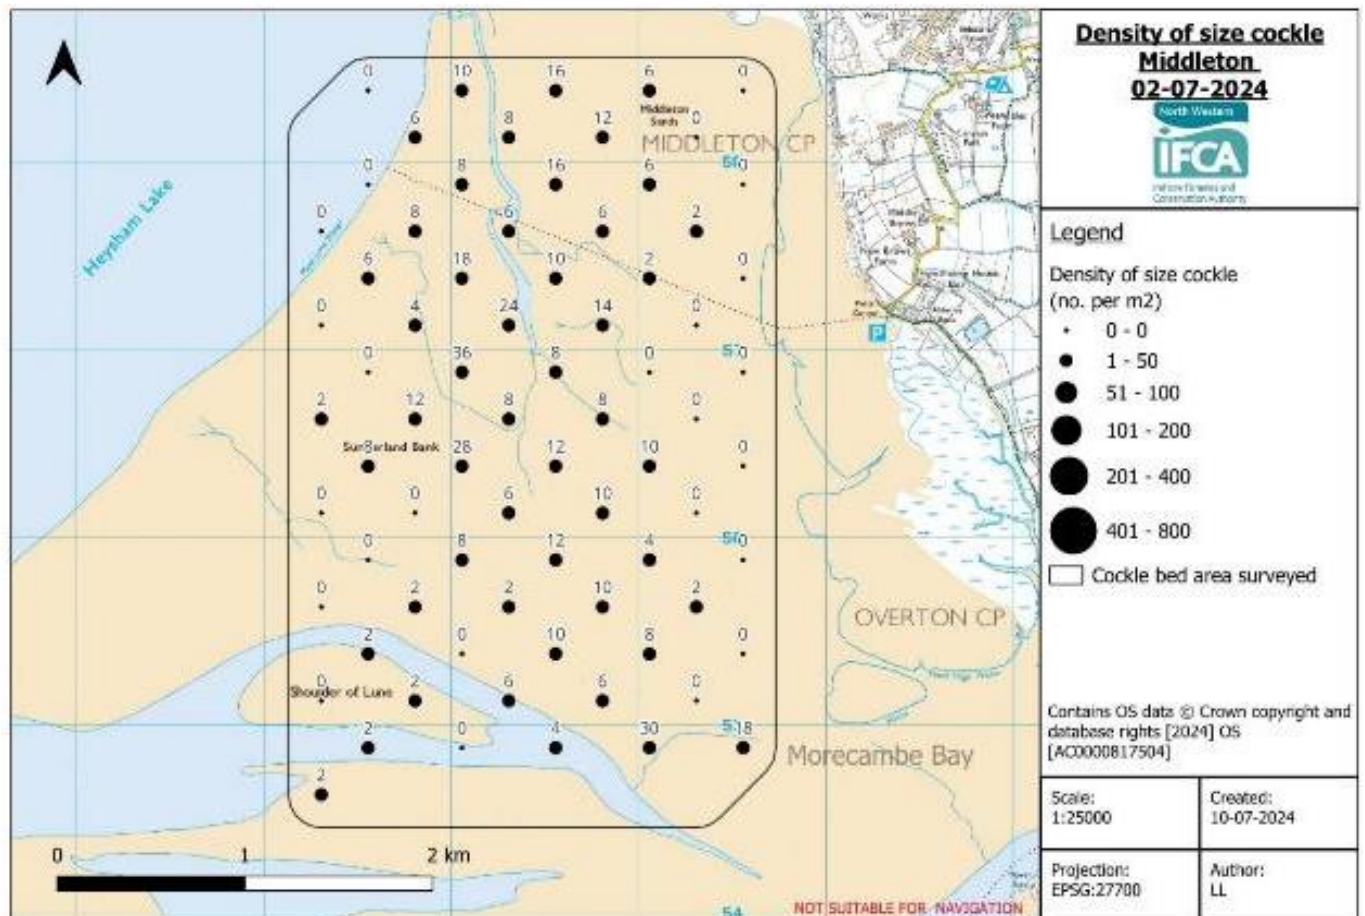 Density of size cockle
Middleton
02-07-2024
North Western
IFCA
Inshore Fisheries and
Conservation Authority
Legend
Density of size cockle
(no. per m2)
0 - 0
1 - 50
51 - 100
101 - 200
201 - 400
401 - 800
Cockle bed area surveyed
Contains OS data © Crown copyright and
database rights [2024] OS
[AC0000817504]
Scale:
1:25000
Created:
10-07-2024
Projection:
EPSG:27700
Author:
LL
0 10 16 6 0
Middleton
Sands
6 8 12 0
MIDDLETON CP
0 8 16 6 0
0 8 6 6 2
Heysham Lake
6 18 10 2 0
0 4 24 14 0
P
0 36 8 0 0
2 12 8 8 0
Sunderland Bank
8 28 12 10 0
0 0 6 10
0 8 12 4 0
0 2 2 10 2
OVERTON CP
2 0 10 8 0
Shoulder of Lune
0 2 6 6 0
2 0 4 30 18
Morecambe Bay
2
0 1 2 km
54
NOT SUITABLE FOR NAVIGATION